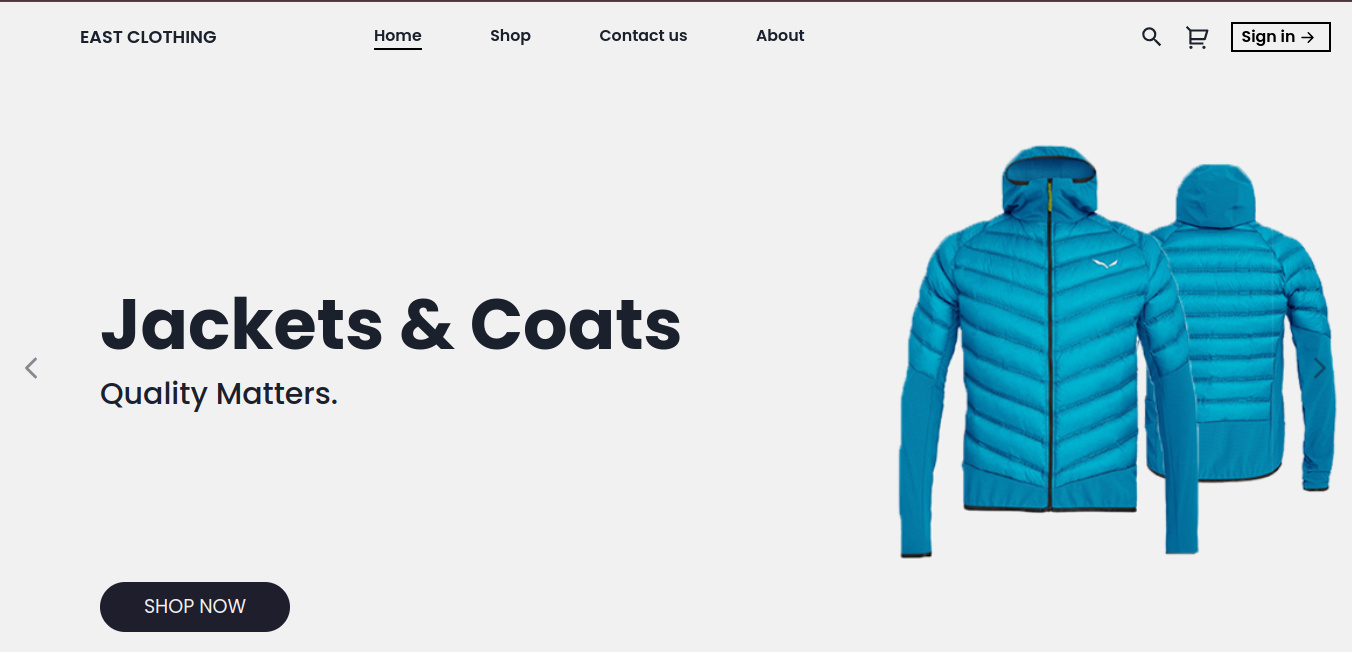 EAST CLOTHING
Home
Shop
Contact us
About
Sign in →
Jackets & Coats
Quality Matters.
SHOP NOW